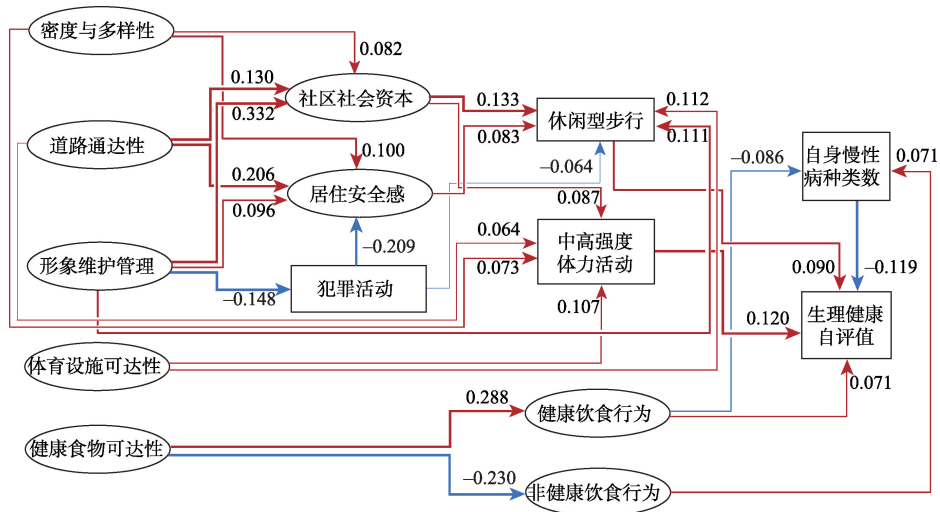 密度与多样性
0.082
0.130
社区社会资本
0.332
0.133
0.112
休闲型步行
0.083
0.111
道路通达性
0.100
-0.064
-0.086
自身慢性
病种类数
0.071
0.206
居住安全感
0.096
0.087
-0.209
0.064
中高强度
体力活动
0.073
形象维护管理
-0.148
犯罪活动
0.107
0.090
-0.119
0.120
生理健康
自评值
体育设施可达性
0.071
0.288
健康饮食行为
健康食物可达性
-0.230
非健康饮食行为